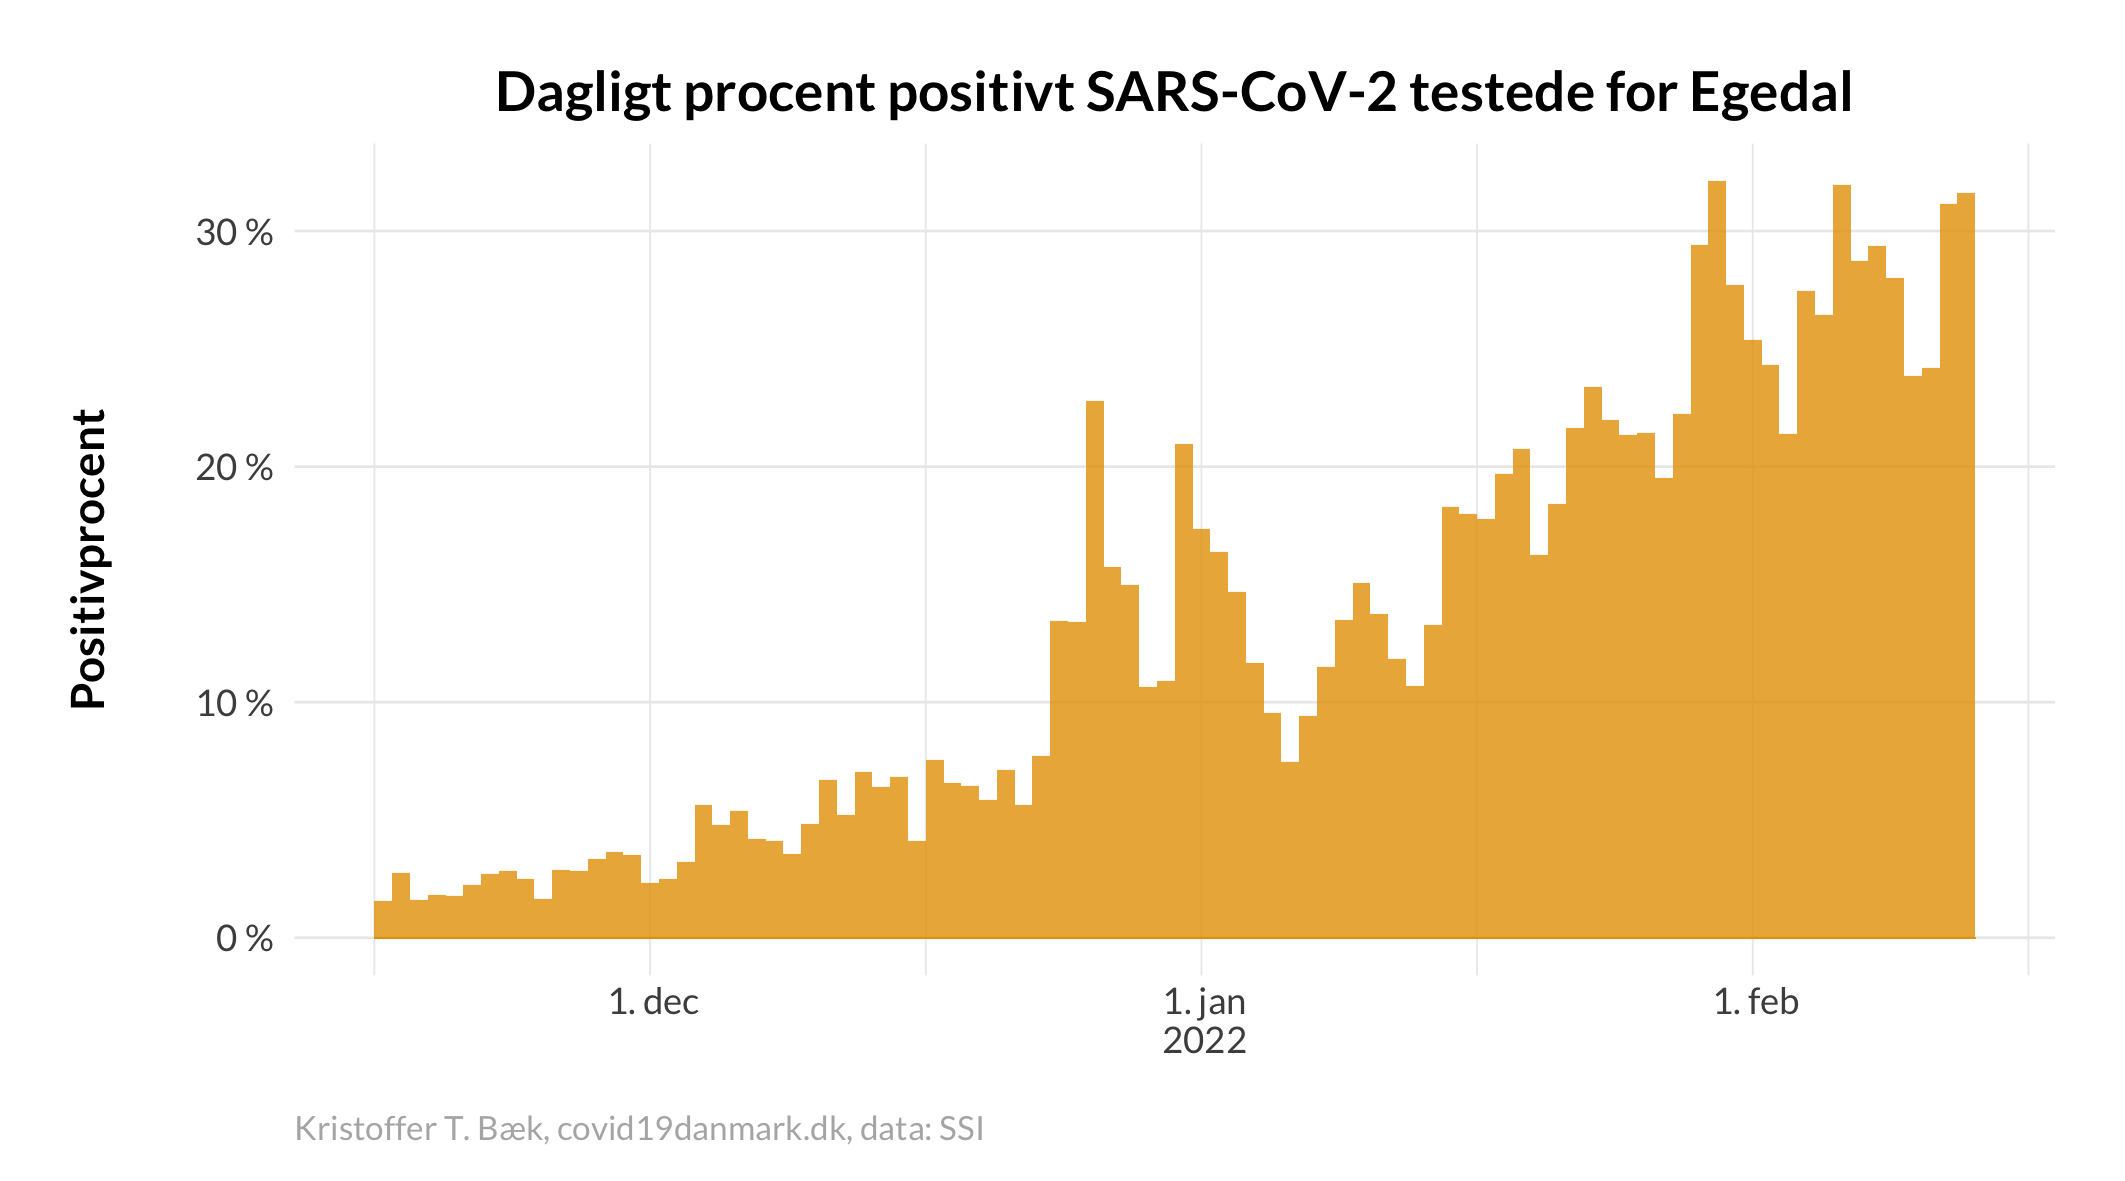 Dagligt procent positivt SARS-CoV-2 testede for Egedal
Positivprocent
30 %
20 %
10 %
0 %
1. dec
1. jan
2022
1. feb
Kristoffer T. Bæk, covid19danmark.dk, data: SSI